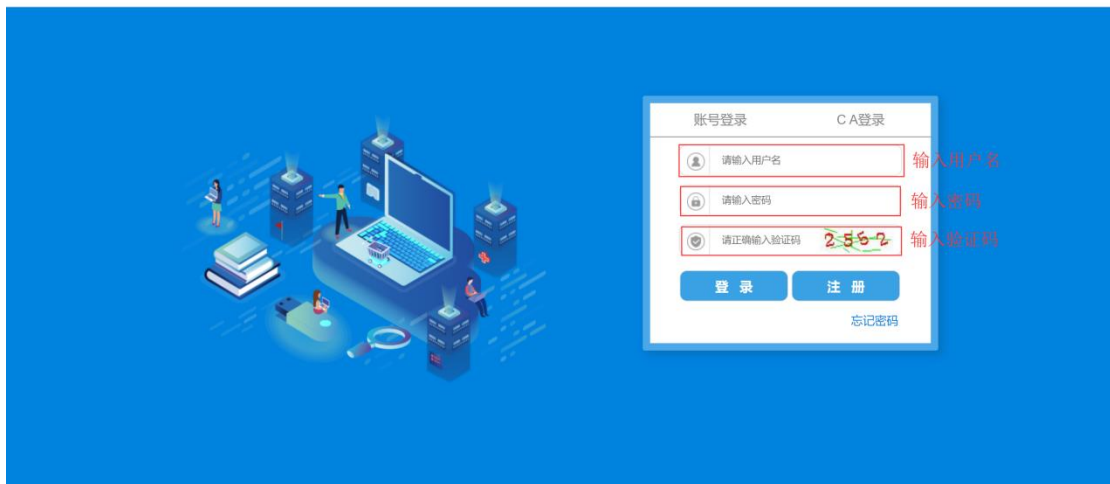 账号登录 CA登录
请输入用户名 输入用户名
请输入密码 输入密码
请正确输入验证码 2552 输入验证码
登 录 注 册
忘记密码